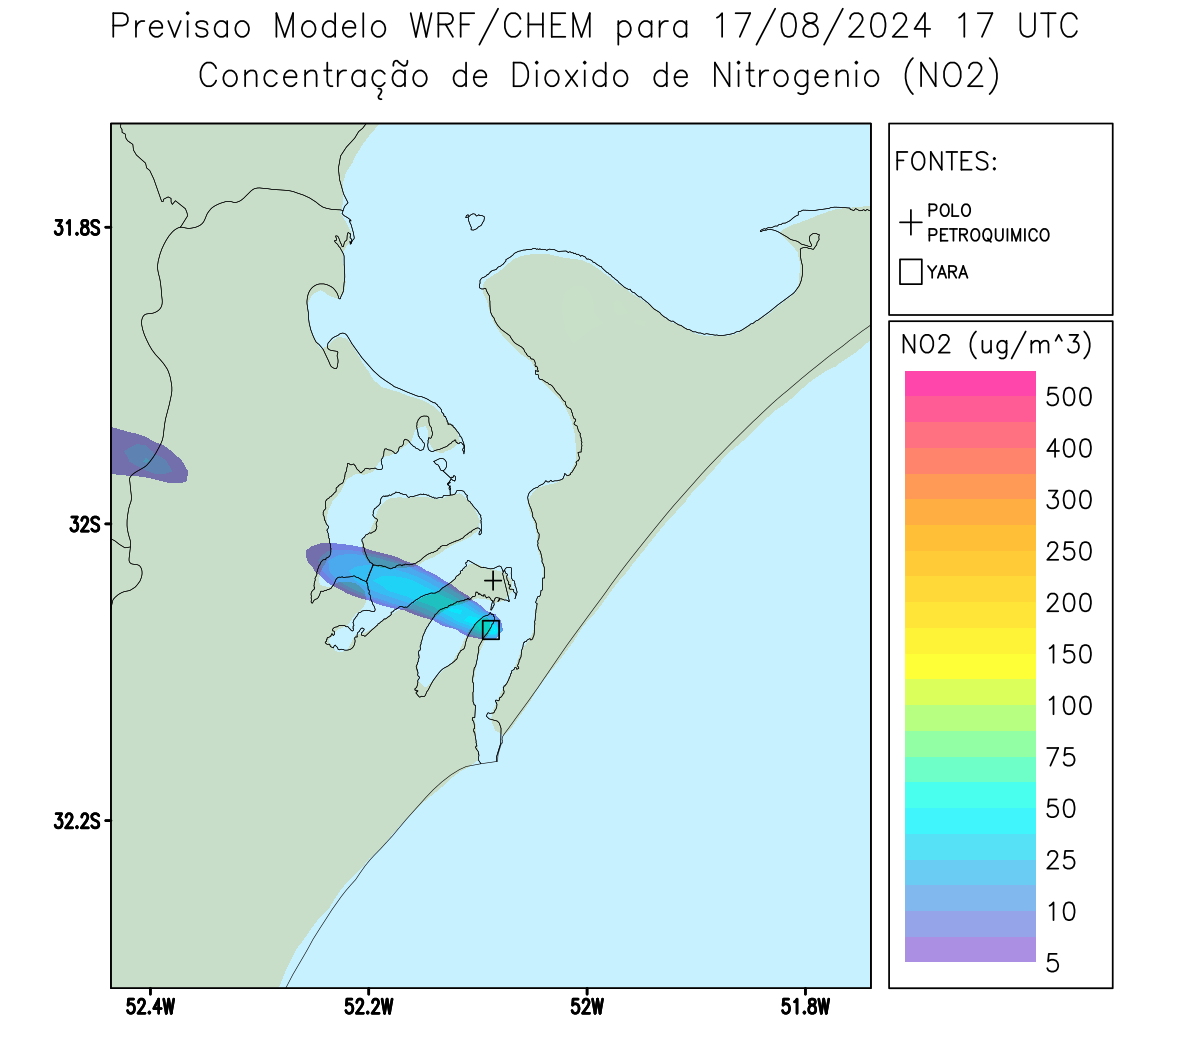 Previsao Modelo WRF/CHEM para 17/08/2024 17 UTC
Concentração de Dioxido de Nitrogenio (NO2)
FONTES:
POLO
PETROQUIMICO
YARA
NO2 (ug/m^3)
500
400
300
250
200
150
100
75
50
25
10
5
31.8S
32S
32.2S
52.4W
52.2W
52W
51.8W